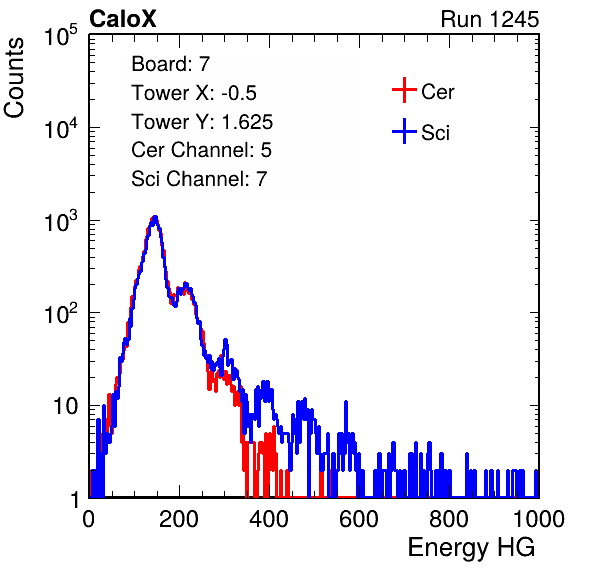 CaloX Run 1245
Counts
Board: 7
Tower X: -0.5
Tower Y: 1.625
Cer Channel: 5
Sci Channel: 7
Cer
Sci
10^5
10^4
10^3
10^2
10
1
0 200 400 600 800 1000
Energy HG